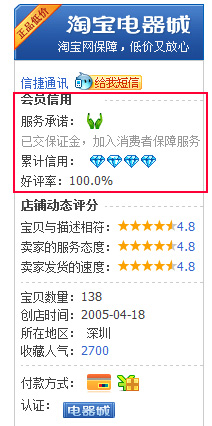 正品低价
淘宝电器城
淘宝网保障，低价又放心
信捷通讯 给我短信
会员信用
服务承诺：
已交保证金，加入消费者保障服务
累计信用：
好评率：100.0%
店铺动态评分
宝贝与描述相符：4.8
卖家的服务态度：4.8
卖家发货的速度：4.8
宝贝数量：138
创店时间：2005-04-18
所在地区： 深圳
收藏人气：2700
付款方式：
认证： 电器城